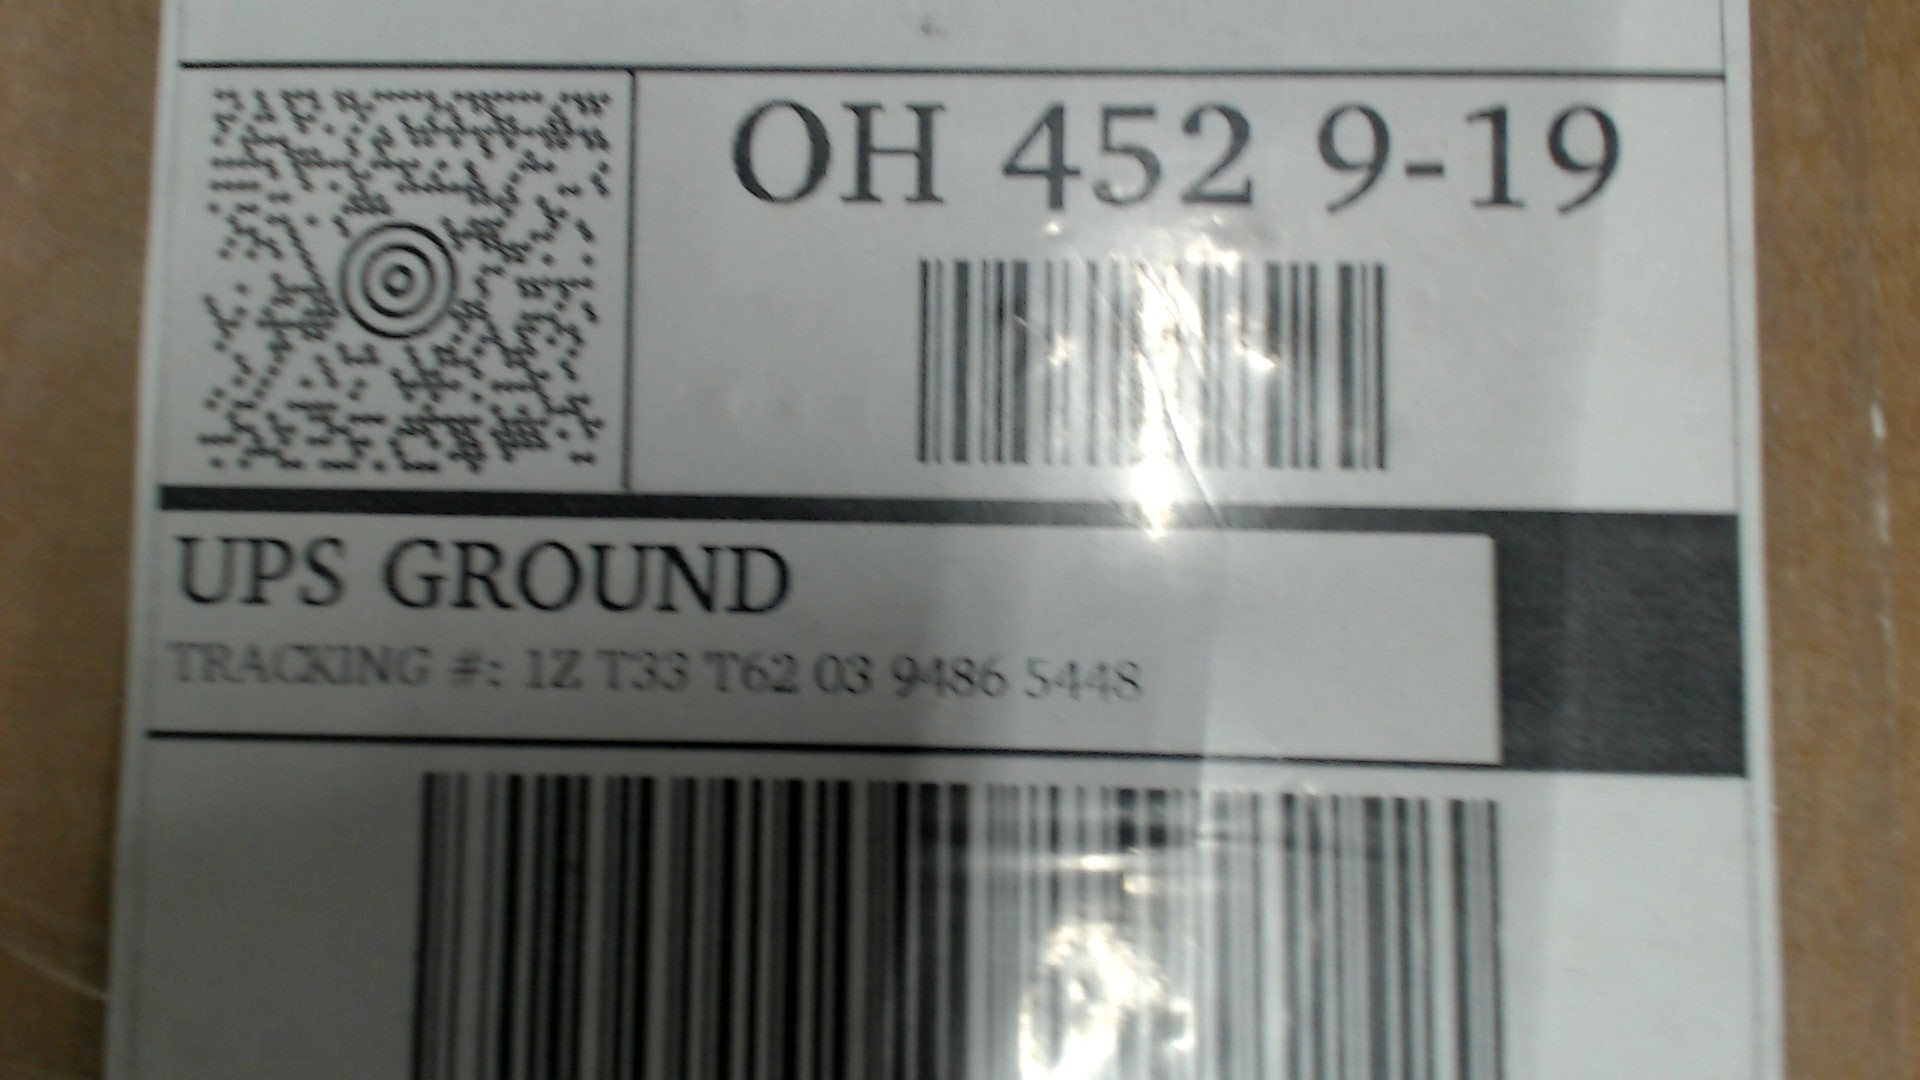 OH 452 9-19
UPS GROUND
TRACKING #: 1Z T33 T62 03 9486 5448